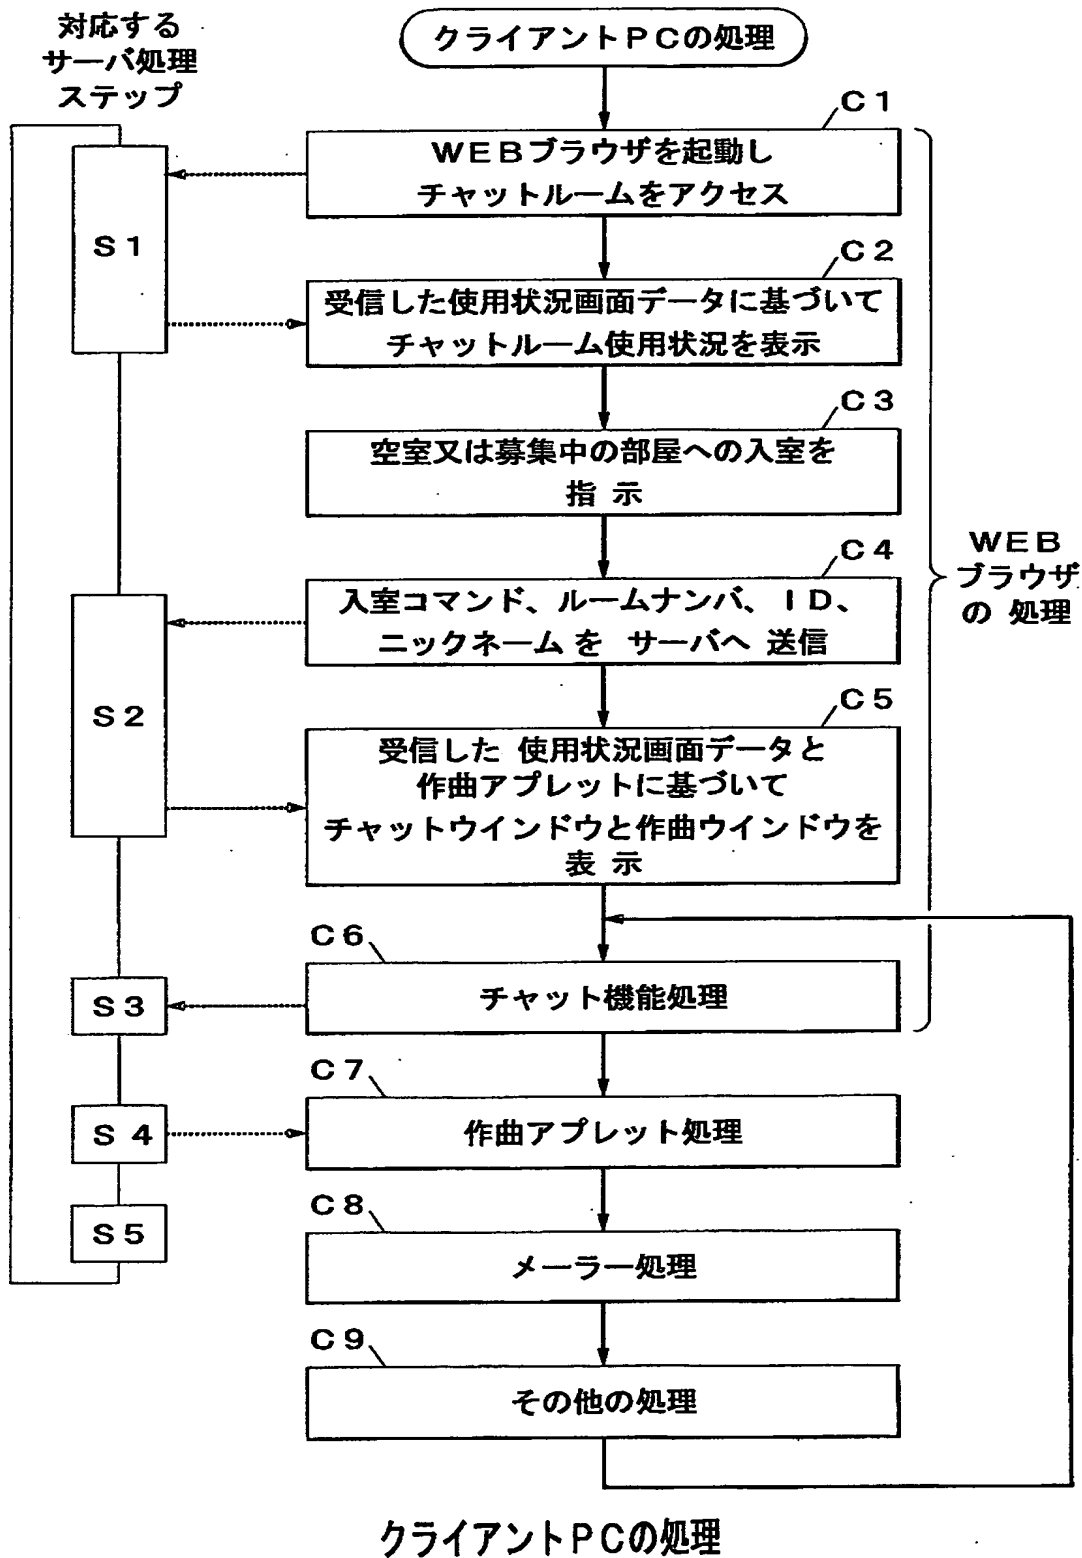 対応する
サーバ処理
ステップ
クライアントPCの処理
C1
WEBブラウザを起動し
チャットルームをアクセス
S1
C2
受信した使用状況画面データに基づいて
チャットルーム使用状況を表示
C3
空室又は募集中の部屋への入室を
指 示
C4
入室コマンド、ルームナンバ、ID、
ニックネーム を サーバへ 送信
WEB
ブラウザ
の 処理
S2
C5
受信した 使用状況画面データと
作曲アプレットに基づいて
チャットウインドウと作曲ウインドウを
表 示
C6
S3
チャット機能処理
C7
S 4
作曲アプレット処理
C8
S5
メーラー処理
C9
その他の処理
クライアントPCの処理